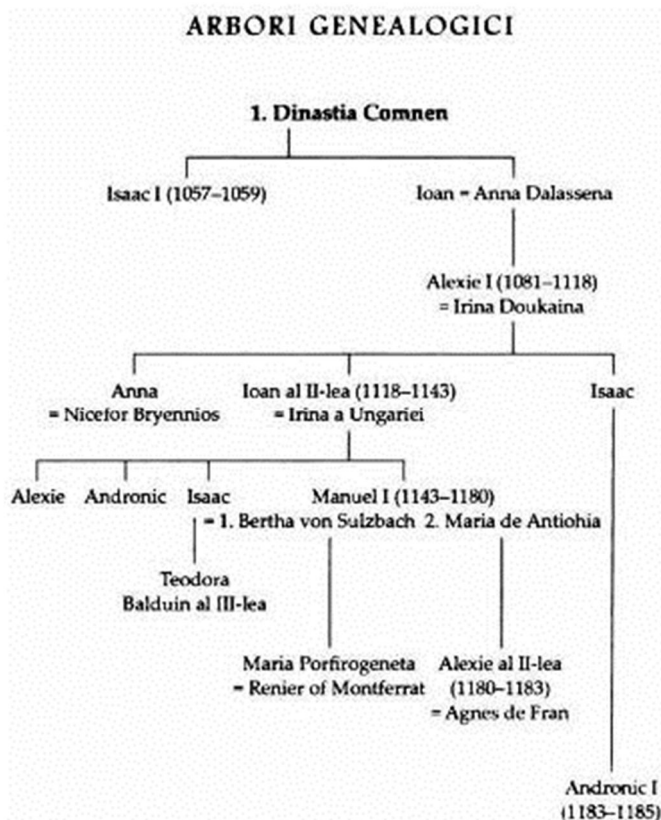 ARBORI GENEALOGICI
1. Dinastia Comnen
Isaac I (1057–1059)
Ioan = Anna Dalassena
Alexie I (1081–1118)
= Irina Doukaina
Anna
= Nicefor Bryennios
Ioan al II-lea (1118–1143)
= Irina a Ungariei
Isaac
Alexie
Andronic
Isaac
Manuel I (1143–1180)
= 1. Bertha von Sulzbach 2. Maria de Antiohia
Teodora
Balduin al III-lea
Maria Porfirogeneta
= Renier of Montferrat
Alexie al II-lea
(1180–1183)
= Agnes de Fran
Andronic I
(1183–1185)